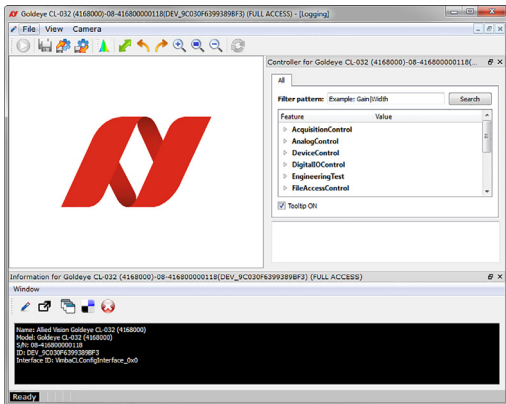 Goldeye CL-032 (4168000)-08-416800000118(DEV_9C030F6399389BF3) (FULL ACCESS) - [Logging]
File View Camera
Controller for Goldeye CL-032 (4168000)-08-416800000118(...
All
Filter pattern: Example: Gain|Width Search
Feature Value
AcquisitionControl
AnalogControl
DeviceControl
DigitalIOControl
EngineeringTest
FileAccessControl
Tooltip ON
Information for Goldeye CL-032 (4168000)-08-416800000118(DEV_9C030F6399389BF3) (FULL ACCESS)
Window
Name: Allied Vision Goldeye CL-032 (4168000)
Model: Goldeye CL-032 (4168000)
S/N: 08-416800000118
ID: DEV_9C030F6399389BF3
Interface ID: VimbaCLConfigInterface_0x0
Ready